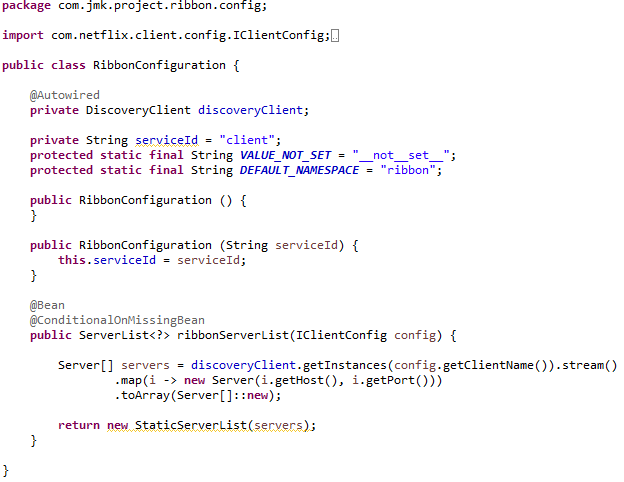 package com.jmk.project.ribbon.config;
import com.netflix.client.config.IClientConfig;
public class RibbonConfiguration {
@Autowired
private DiscoveryClient discoveryClient;
private String serviceId = "client";
protected static final String VALUE_NOT_SET = "__not__set__";
protected static final String DEFAULT_NAMESPACE = "ribbon";
public RibbonConfiguration () {
}
public RibbonConfiguration (String serviceId) {
this.serviceId = serviceId;
}
@Bean
@ConditionalOnMissingBean
public ServerList<?> ribbonServerList(IClientConfig config) {
Server[] servers = discoveryClient.getInstances(config.getClientName()).stream()
.map(i -> new Server(i.getHost(), i.getPort()))
.toArray(Server[]::new);
return new StaticServerList(servers);
}
}